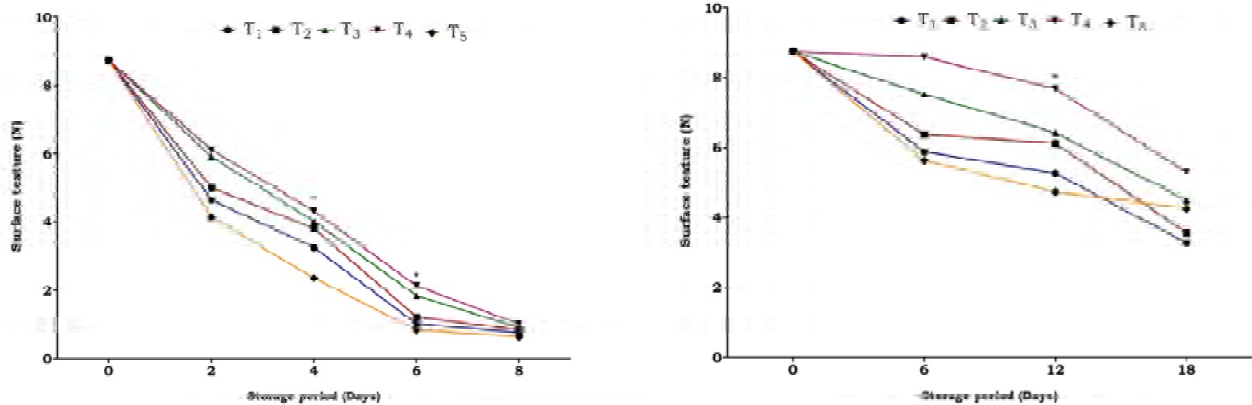 T₁ T₂ T₃ T₄ T₅
10
8
6
4
2
0
Surface texture (N)
0 2 4 6 8
Storage period (Days)
T₁ T₂ T₃ T₄ T₅
10
8
6
4
2
0
Surface texture (N)
0 6 12 18
Storage period (Days)
*
*
*